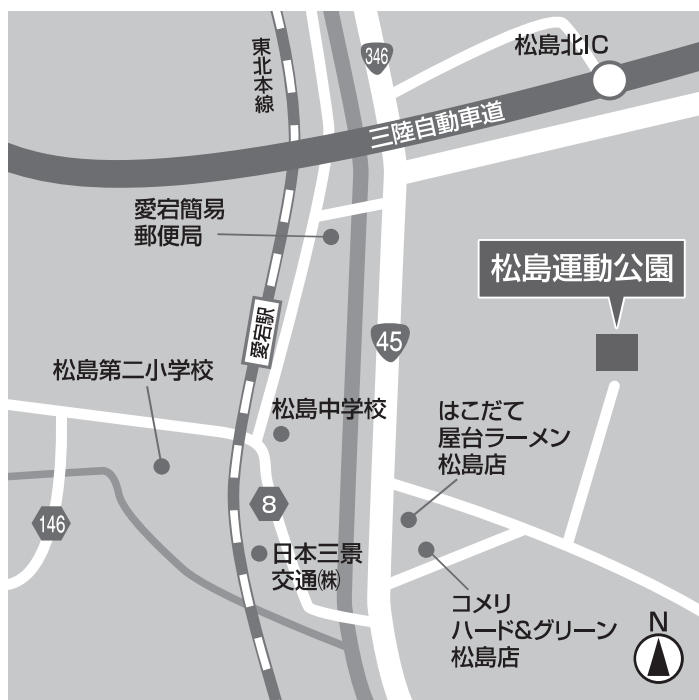 東北本線
346
松島北IC
三陸自動車道
愛宕簡易
郵便局
松島運動公園
愛宕駅
45
松島第二小学校
松島中学校
はこだて
屋台ラーメン
松島店
8
146
日本三景
交通㈱
コメリ
ハード&グリーン
松島店
N